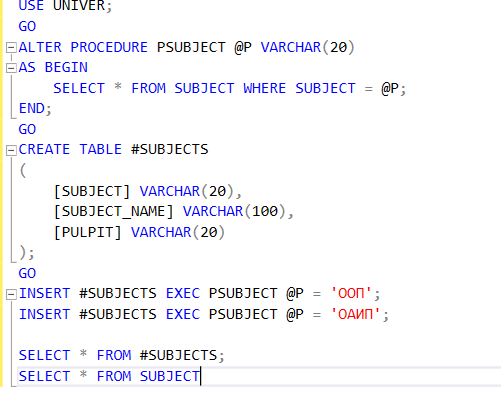 USE UNIVER;
GO
ALTER PROCEDURE PSUBJECT @P VARCHAR(20)
AS BEGIN
    SELECT * FROM SUBJECT WHERE SUBJECT = @P;
END;
GO
CREATE TABLE #SUBJECTS
(
    [SUBJECT] VARCHAR(20),
    [SUBJECT_NAME] VARCHAR(100),
    [PULPIT] VARCHAR(20)
);
GO
INSERT #SUBJECTS EXEC PSUBJECT @P = 'ООП';
INSERT #SUBJECTS EXEC PSUBJECT @P = 'ОАИП';

SELECT * FROM #SUBJECTS;
SELECT * FROM SUBJECT